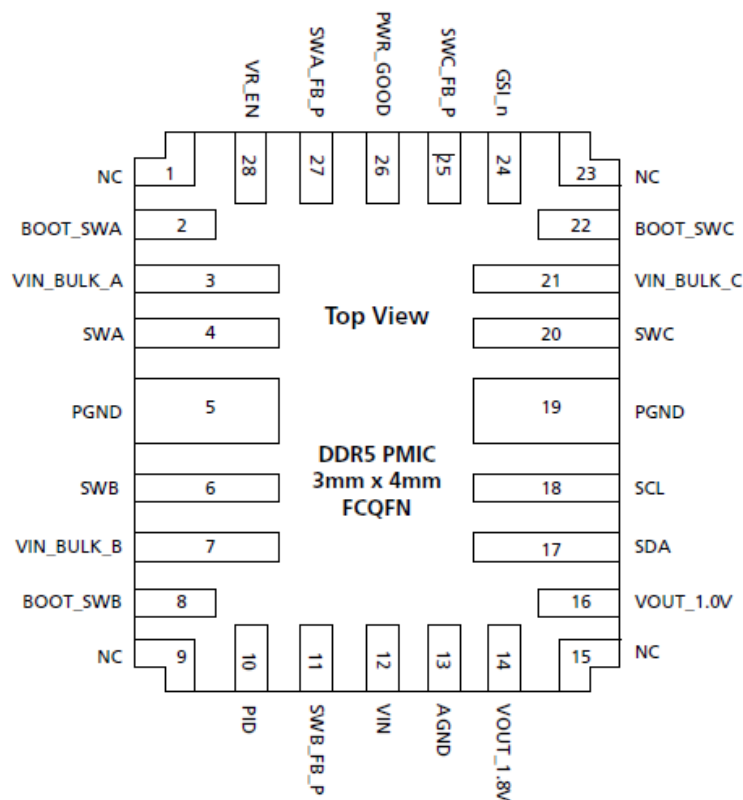 VR_EN
SWA_FB_P
PWR_GOOD
SWC_FB_P
GSI_n
28
27
26
25
24
NC
1
23
NC
BOOT_SWA
2
22
BOOT_SWC
VIN_BULK_A
3
21
VIN_BULK_C
Top View
SWA
4
20
SWC
PGND
5
19
PGND
DDR5 PMIC
3mm x 4mm
FCQFN
SWB
6
18
SCL
VIN_BULK_B
7
17
SDA
BOOT_SWB
8
16
VOUT_1.0V
NC
9
15
NC
10
11
12
13
14
PID
SWB_FB_P
VIN
AGND
VOUT_1.8V